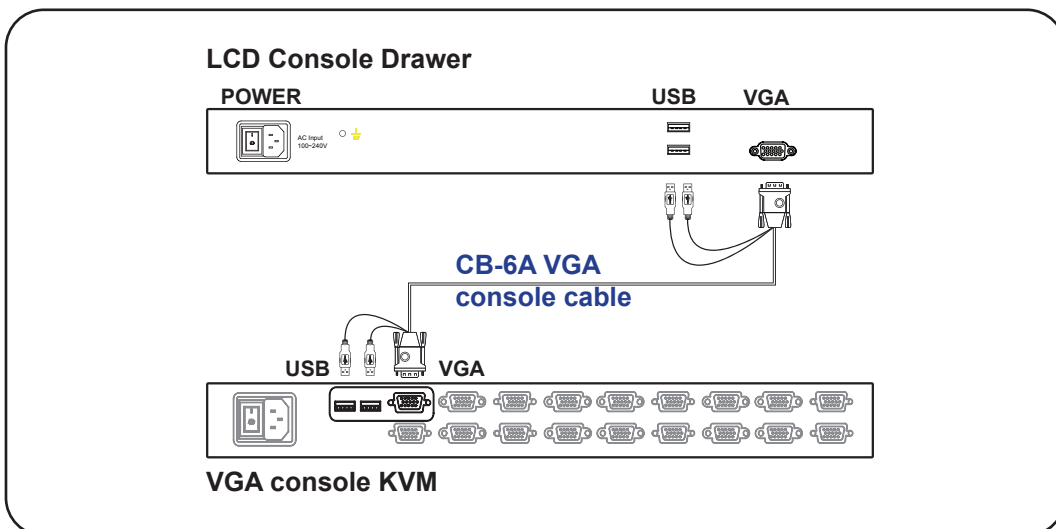 LCD Console Drawer
POWER
USB
VGA
AC Input
100~240V
CB-6A VGA
console cable
USB
VGA
VGA console KVM